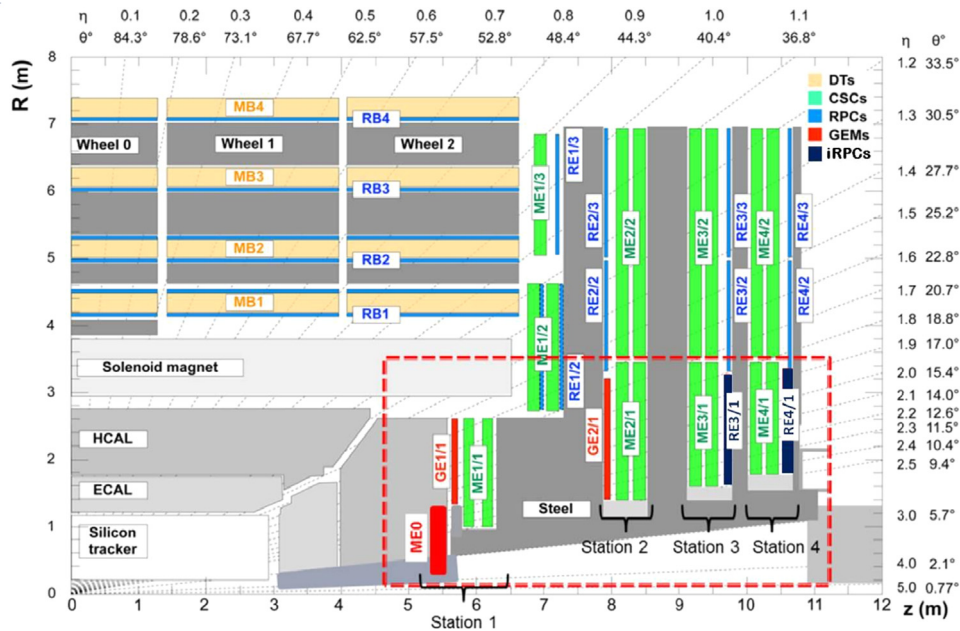 η 0.1 0.2 0.3 0.4 0.5 0.6 0.7 0.8 0.9 1.0 1.1
θ° 84.3° 78.6° 73.1° 67.7° 62.5° 57.5° 52.8° 48.4° 44.3° 40.4° 36.8° η θ°
R (m)
8
7
6
5
4
3
2
1
0
1.2 33.5°
1.3 30.5°
1.4 27.7°
1.5 25.2°
1.6 22.8°
1.7 20.7°
1.8 18.8°
1.9 17.0°
2.0 15.4°
2.1 14.0°
2.2 12.6°
2.3 11.5°
2.4 10.4°
2.5 9.4°
3.0 5.7°
4.0 2.1°
5.0 0.77°
DTs
CSCs
RPCs
GEMs
iRPCs
MB4
RB4
Wheel 0
Wheel 1
Wheel 2
MB3
RB3
MB2
RB2
MB1
RB1
ME1/3
RE1/3
RE2/3
ME2/2
ME3/2
RE3/3
ME4/2
RE4/3
RE2/2
RE3/2
RE4/2
ME1/2
RE1/2
Solenoid magnet
HCAL
ECAL
Silicon
tracker
GE1/1
ME1/1
GE2/1
ME2/1
ME3/1
RE3/1
ME4/1
RE4/1
ME0
Steel
Station 2
Station 3
Station 4
0 1 2 3 4 5 6 7 8 9 10 11 12
z (m)
Station 1